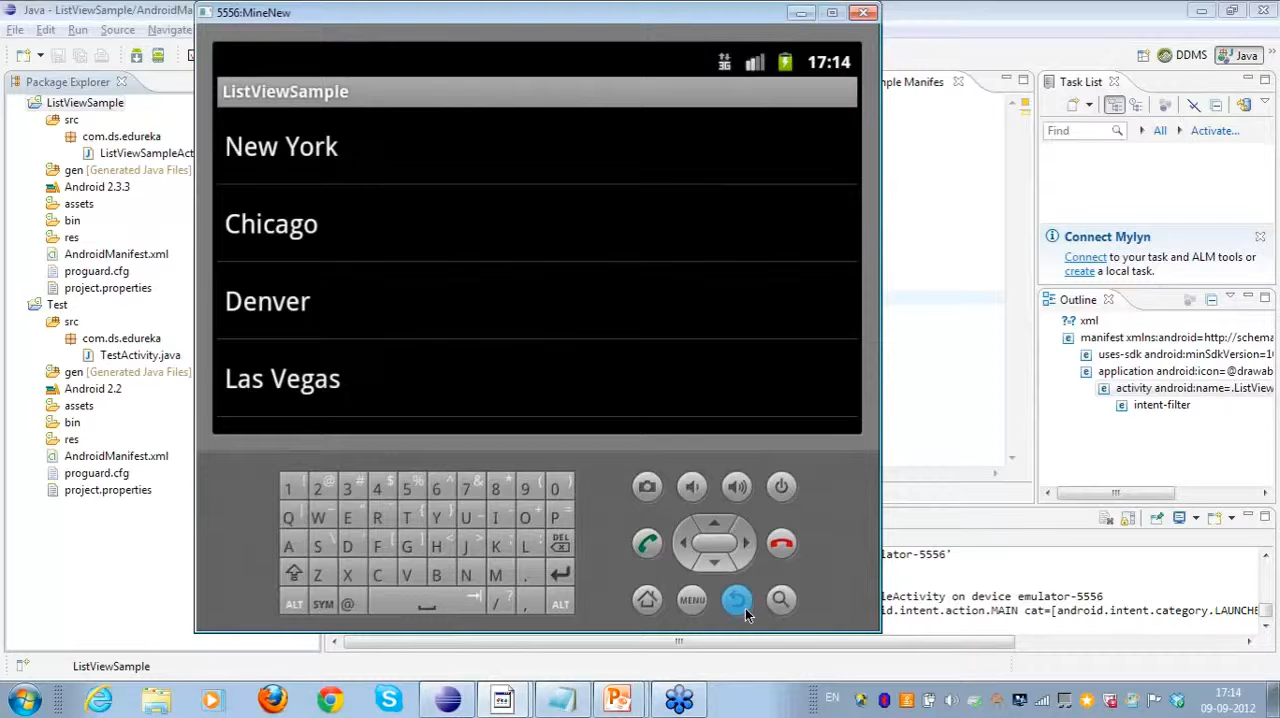 Java - ListViewSample/AndroidMan
5556:MineNew
File Edit Run Source Navigate
DDMS
Java
Package Explorer
ListViewSample
src
com.ds.edureka
ListViewSampleAct
gen [Generated Java Files]
Android 2.3.3
assets
bin
res
AndroidManifest.xml
proguard.cfg
project.properties
Test
src
com.ds.edureka
TestActivity.java
gen [Generated Java Files]
Android 2.2
assets
bin
res
AndroidManifest.xml
proguard.cfg
project.properties
3G
17:14
ListViewSample
New York
Chicago
Denver
Las Vegas
1 2 @ 3 # 4 $ 5 % 6 ^ 7 & 8 * 9 ( 0 )
Q W ~ E R T { Y } U - I O + P =
A S \ D F [ G ] H < J > K ; L : DEL
Z X C V B N M .
ALT SYM @ / ? , ALT
MENU
ple Manifes
Task List
Find
All
Activate...
Connect Mylyn
Connect to your task and ALM tools or
create a local task.
Outline
?-? xml
manifest xmlns:android=http://schema
uses-sdk android:minSdkVersion=1
application android:icon=@drawab
activity android:name=.ListView
intent-filter
ulator-5556'
leActivity on device emulator-5556
d.intent.action.MAIN cat=[android.intent.category.LAUNCHE
ListViewSample
EN
17:14
09-09-2012